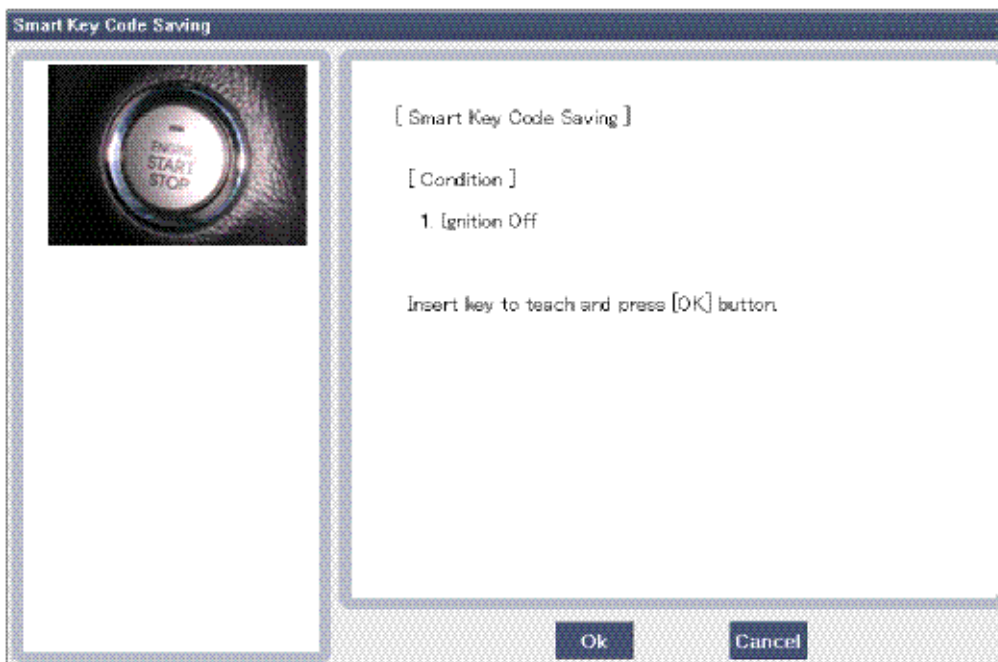 Smart Key Code Saving
ENGINE
START
STOP
[ Smart Key Code Saving ]
[ Condition ]
1. Ignition Off
Insert key to teach and press [OK] button.
Ok
Cancel